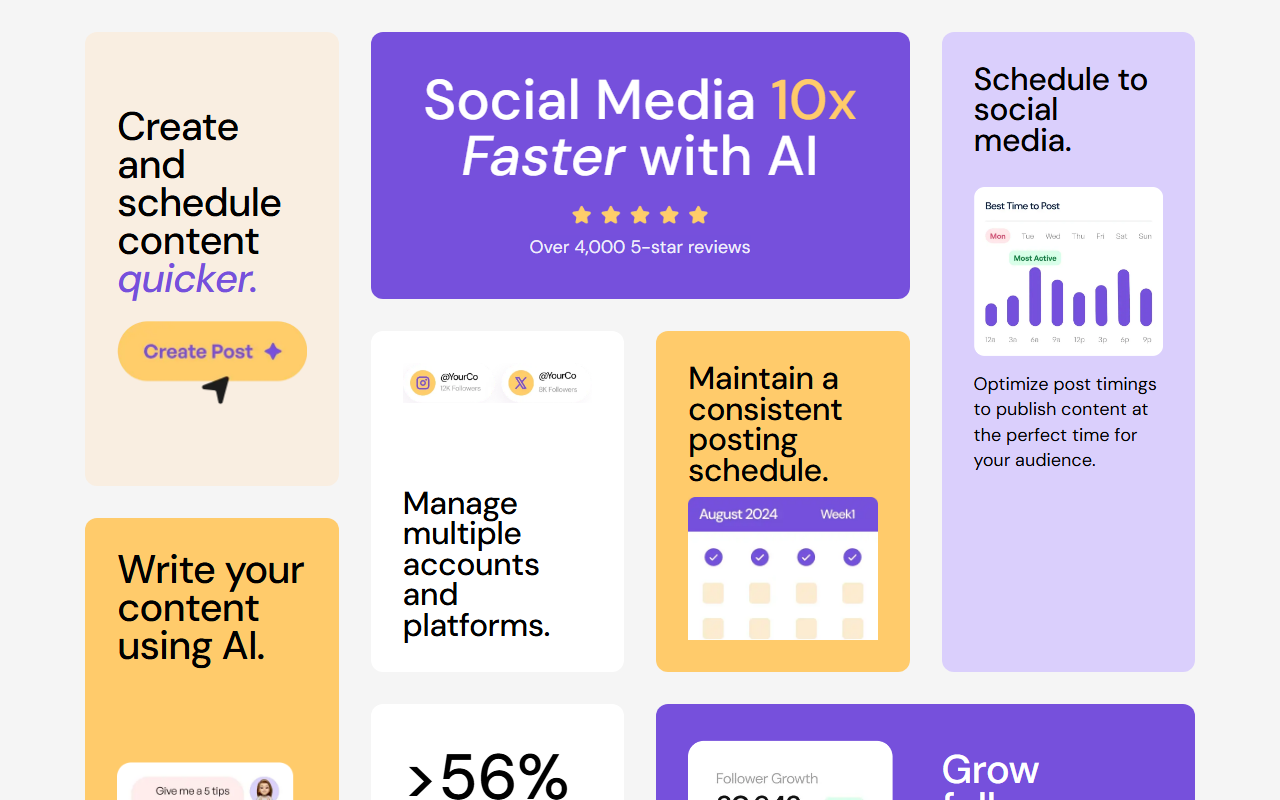 Create
and
schedule
content
quicker.
Create Post
Write your
content
using AI.
Give me a 5 tips
Social Media 10x
Faster with AI
Over 4,000 5-star reviews
@YourCo
12K Followers
@YourCo
8K Followers
Manage
multiple
accounts
and
platforms.
Maintain a
consistent
posting
schedule.
August 2024 Week1
Schedule to
social
media.
Best Time to Post
Mon Tue Wed Thu Fri Sat Sun
Most Active
12a 3a 6a 9a 12p 3p 6p 9p
Optimize post timings
to publish content at
the perfect time for
your audience.
>56%
Follower Growth
Grow